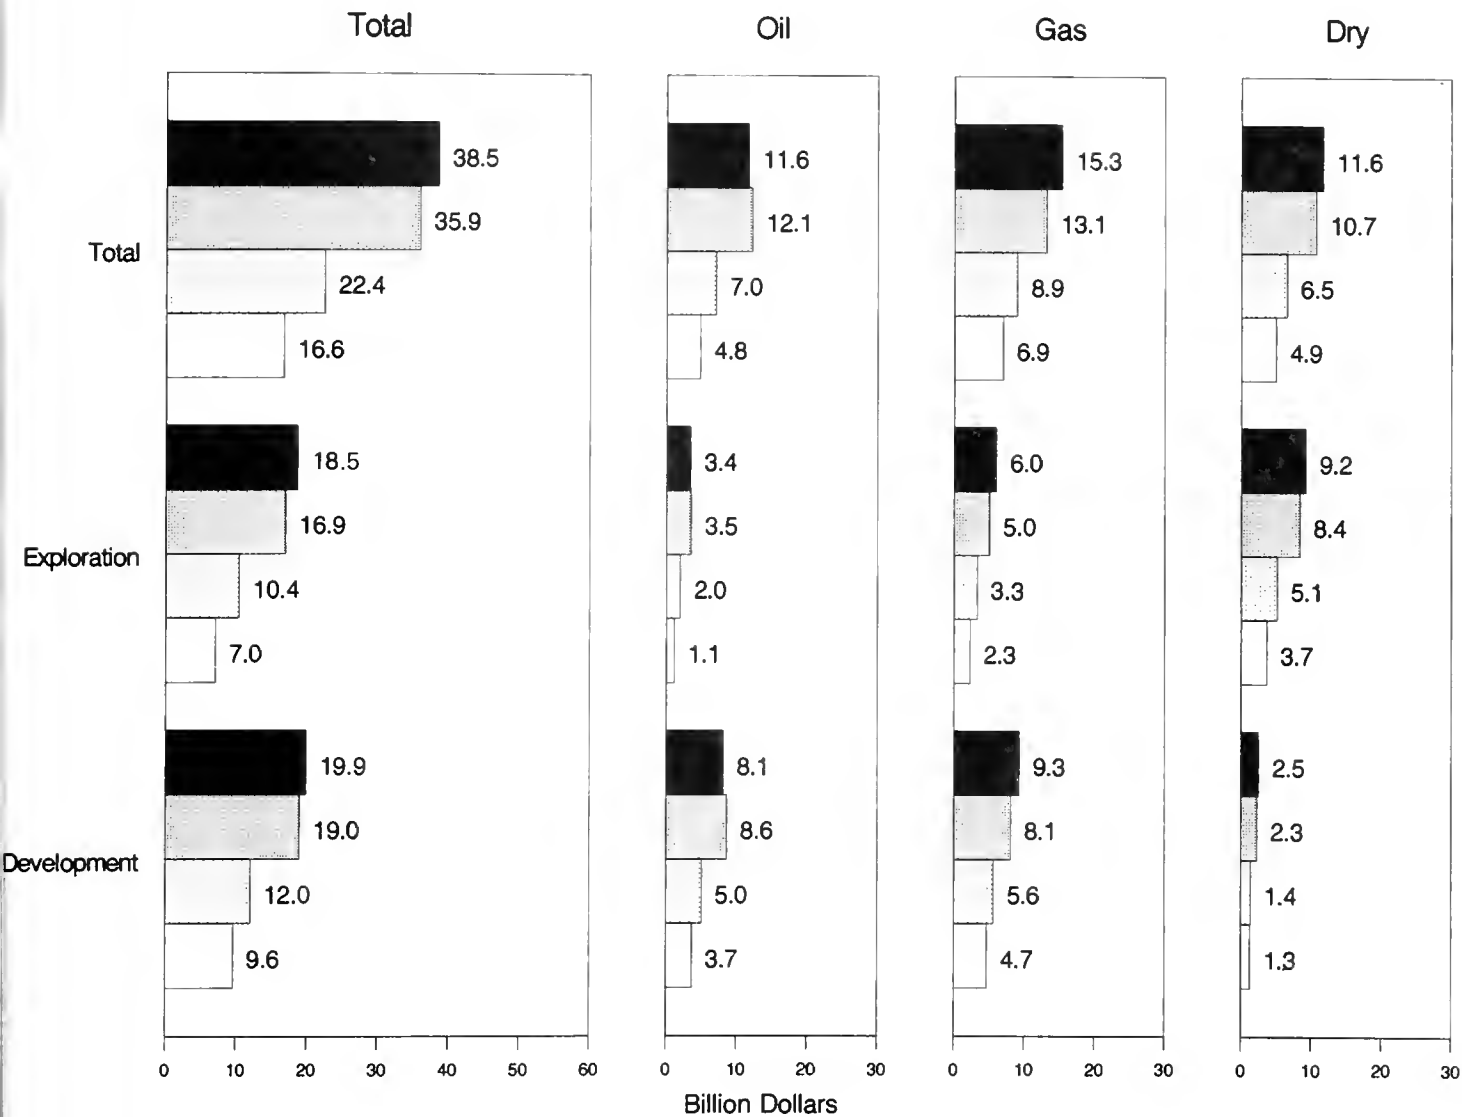 Total Oil Gas Dry
38.5 11.6 15.3 11.6
35.9 12.1 13.1 10.7
Total
22.4 7.0 8.9 6.5
16.6 4.8 6.9 4.9
18.5 3.4 6.0 9.2
16.9 3.5 5.0 8.4
Exploration
10.4 2.0 3.3 5.1
7.0 1.1 2.3 3.7
19.9 8.1 9.3 2.5
19.0 8.6 8.1 2.3
Development
12.0 5.0 5.6 1.4
9.6 3.7 4.7 1.3
0 10 20 30 40 50 60 0 10 20 30 0 10 20 30 0 10 20 30
Billion Dollars